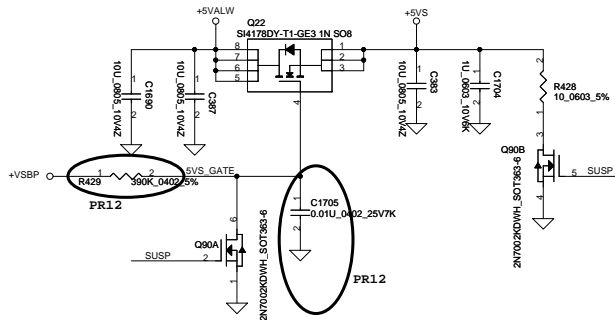 +5VALW
Q22
SI4178DY-T1-GE3 1N SO8
+5VS
8
7
6
5
1
2
3
4
1
2
C1690
10U_0805_10V4Z
1
2
C387
10U_0805_10V4Z
1
2
C383
10U_0805_10V4Z
1
2
C1704
1U_0603_10V6K
2
1
R428
10_0603_5%
3
Q90B
5
SUSP
4
2N7002KDWH_SOT363-6
+VSBP
1
2
5VS_GATE
R429
390K_0402_5%
PR12
1
2
C1705
0.01U_0402_25V7K
PR12
6
Q90A
SUSP
2
1
2N7002KDWH_SOT363-6